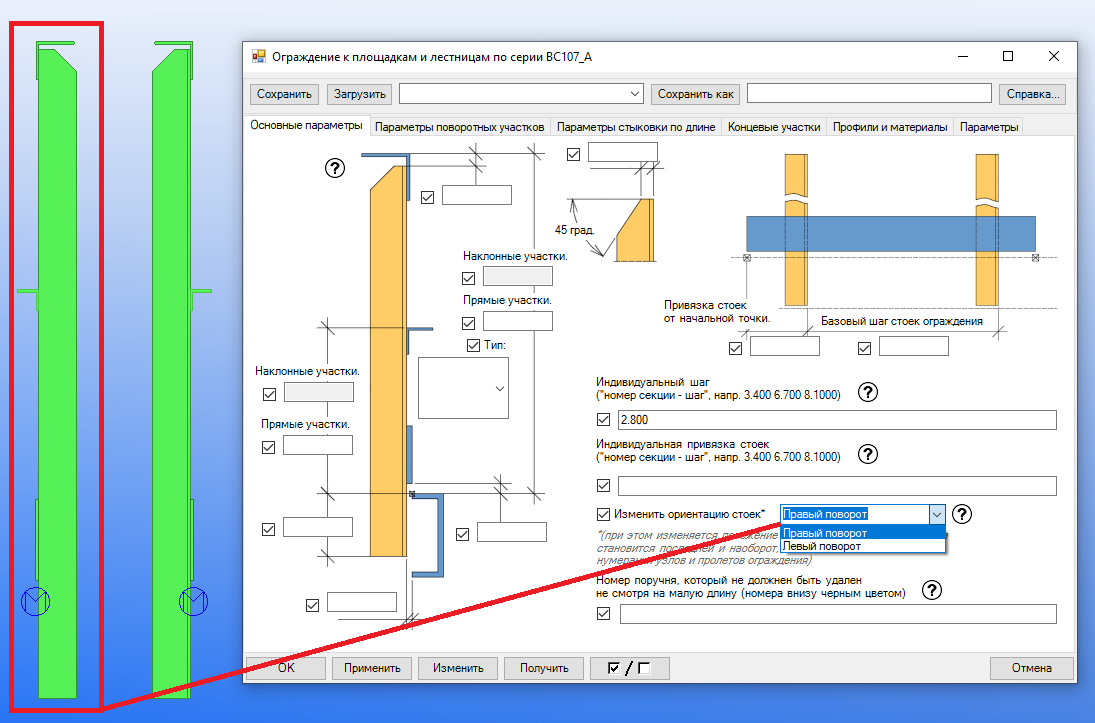 Ограждение к площадкам и лестницам по серии ВС107_А
Сохранить
Загрузить
Сохранить как
Справка...
Основные параметры
Параметры поворотных участков
Параметры стыковки по длине
Концевые участки
Профили и материалы
Параметры
?
45 град.
Наклонные участки.
Прямые участки.
Тип:
Наклонные участки.
Прямые участки.
Привязка стоек
от начальной точки.
Базовый шаг стоек ограждения
Индивидуальный шаг
("номер секции - шаг", напр. 3.400 6.700 8.1000)
?
2.800
Индивидуальная привязка стоек
("номер секции - шаг", напр. 3.400 6.700 8.1000)
?
Изменить ориентацию стоек*
Правый поворот
?
Правый поворот
Левый поворот
*(при этом изменяется
становится последней и наоборот,
нумерация узлов и пролетов ограждения)
Номер поручня, который не должен быть удален
не смотря на малую длину (номера внизу черным цветом)
?
OK
Применить
Изменить
Получить
/
Отмена